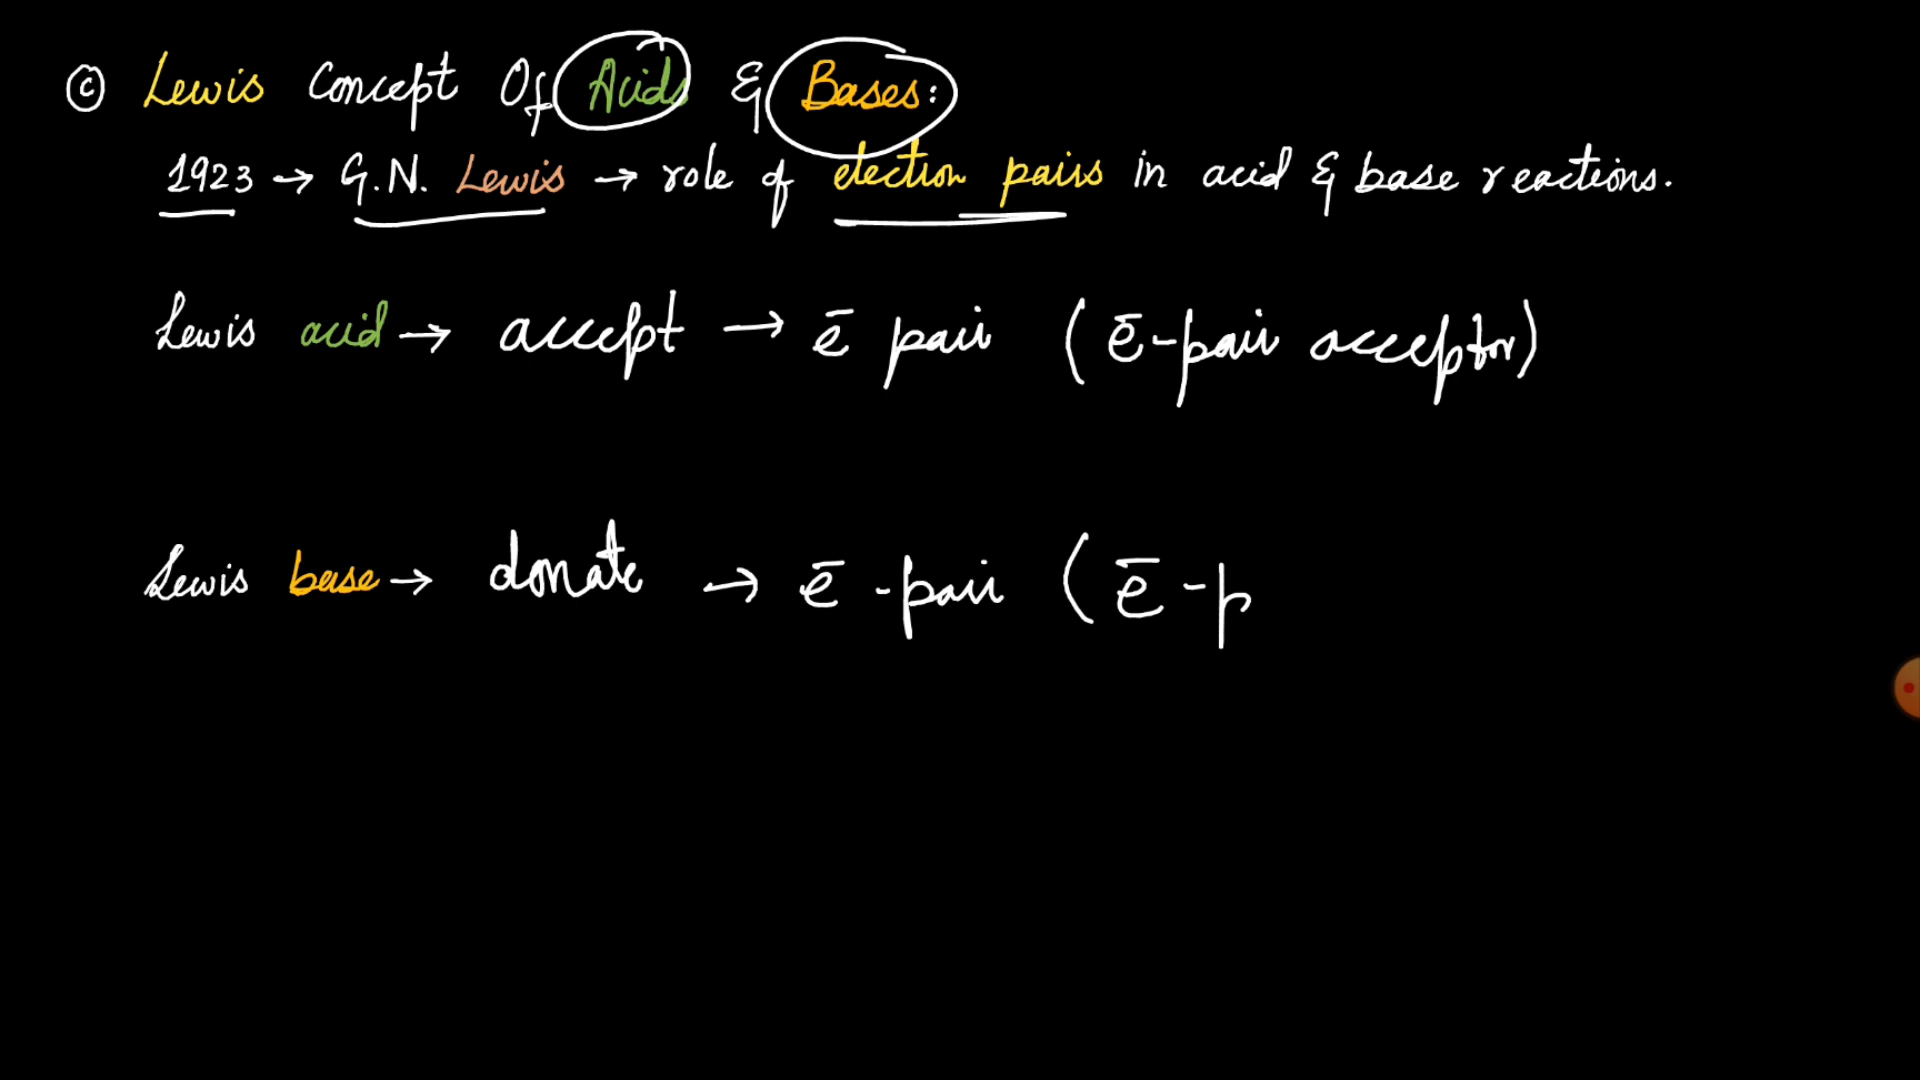 © Lewis Concept Of Acids & Bases:
1923 → G.N. Lewis → role of electron pairs in acid & base reactions.
Lewis acid → accept → ē pair (ē-pair acceptor)
Lewis base → donate → ē-pair (ē-p